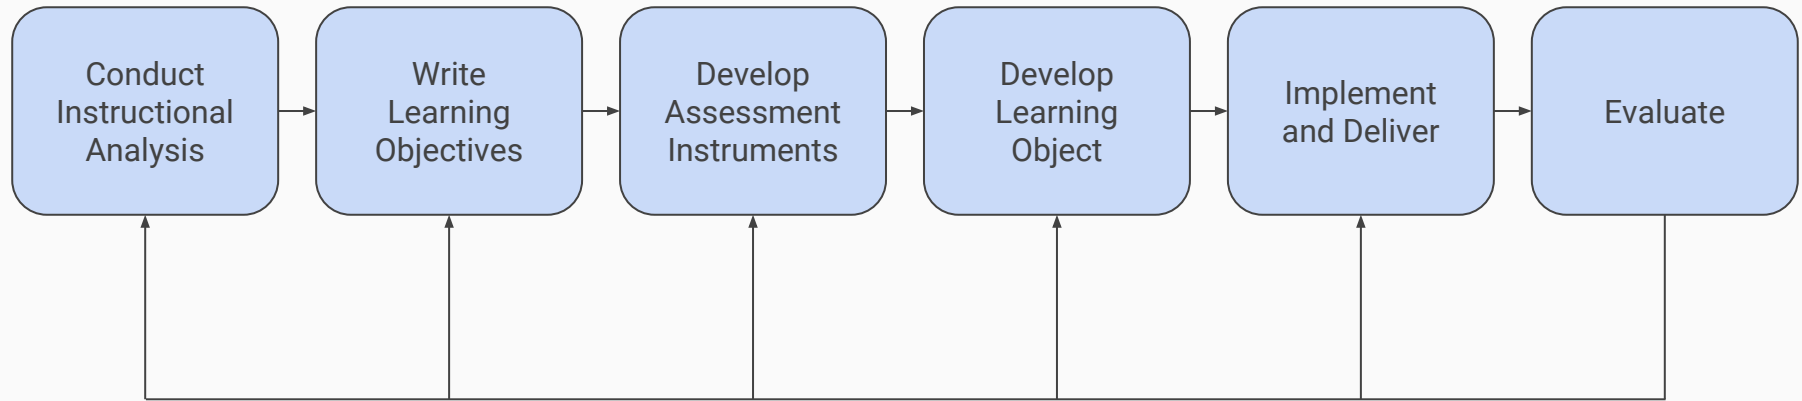 Conduct
Instructional
Analysis
Write
Learning
Objectives
Develop
Assessment
Instruments
Develop
Learning
Object
Implement
and Deliver
Evaluate